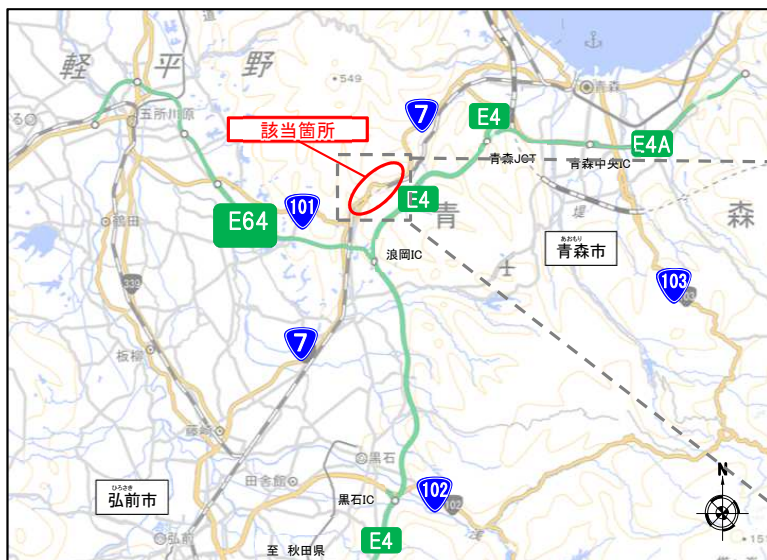 軽 平 野
・549
青森
五所川原
7
E4
E4A
該当箇所
青森JCT
青森中央IC
101
E4
鶴田
E64
青
森
堤
あおもり
青森市
浪岡IC
339
103
7
板柳
藤崎
黒石
田舎館
102
102
N
黒石IC
ひろさき
弘前市
弘前
至 秋田県
E4